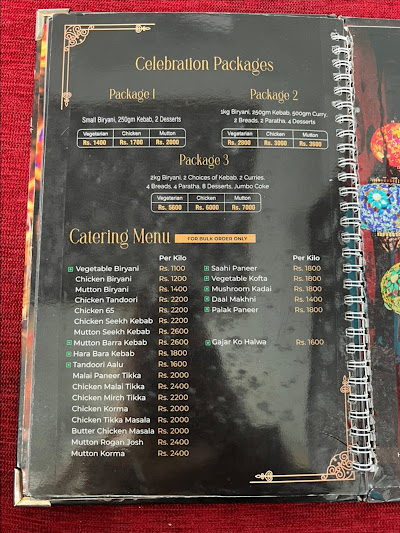 Celebration Packages
Package 1
Small Biryani, 250gm Kebab, 2 Desserts
Vegetarian Chicken Mutton
Rs. 1400 Rs. 1700 Rs. 2000
Package 2
1kg Biryani, 250gm Kebab, 500gm Curry,
2 Breads, 2 Paratha, 4 Desserts
Vegetarian Chicken Mutton
Rs. 2800 Rs. 3000 Rs. 3600
Package 3
2kg Biryani, 2 Choices of Kebab, 2 Curries,
4 Breads, 4 Paratha, 8 Desserts, Jumbo Coke
Vegetarian Chicken Mutton
Rs. 5600 Rs. 6000 Rs. 7000
Catering Menu FOR BULK ORDER ONLY
Per Kilo
Vegetable Biryani Rs. 1100
Chicken Biryani Rs. 1200
Mutton Biryani Rs. 1400
Chicken Tandoori Rs. 2200
Chicken 65 Rs. 2200
Chicken Seekh Kebab Rs. 2200
Mutton Seekh Kebab Rs. 2600
Mutton Barra Kebab Rs. 2600
Hara Bara Kebab Rs. 1800
Tandoori Aalu Rs. 1600
Malai Paneer Tikka Rs. 2000
Chicken Malai Tikka Rs. 2400
Chicken Mirch Tikka Rs. 2200
Chicken Korma Rs. 2000
Chicken Tikka Masala Rs. 2000
Butter Chicken Masala Rs. 2000
Mutton Rogan Josh Rs. 2400
Mutton Korma Rs. 2400
Per Kilo
Saahi Paneer Rs. 1800
Vegetable Kofta Rs. 1800
Mushroom Kadai Rs. 1800
Daal Makhni Rs. 1400
Palak Paneer Rs. 1800
Gajar Ko Halwa Rs. 1600